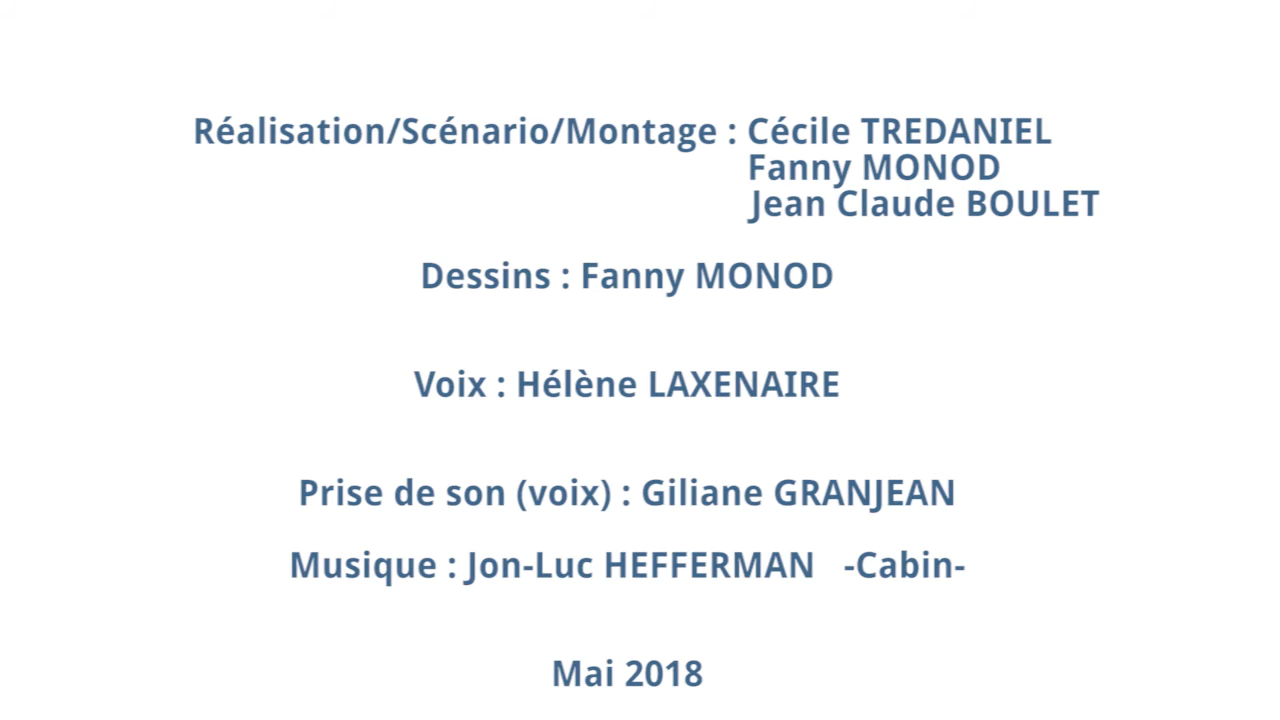 Réalisation/Scénario/Montage : Cécile TREDANIEL
Fanny MONOD
Jean Claude BOULET
Dessins : Fanny MONOD
Voix : Hélène LAXENAIRE
Prise de son (voix) : Giliane GRANJEAN
Musique : Jon-Luc HEFFERMAN -Cabin-
Mai 2018